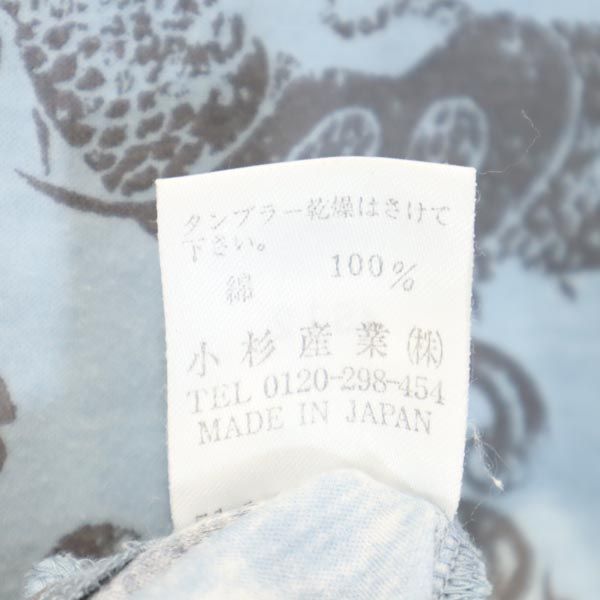 タンブラー乾燥はさけて
下さい。
綿 100%
小杉産業㈱
TEL 0120-298-454
MADE IN JAPAN